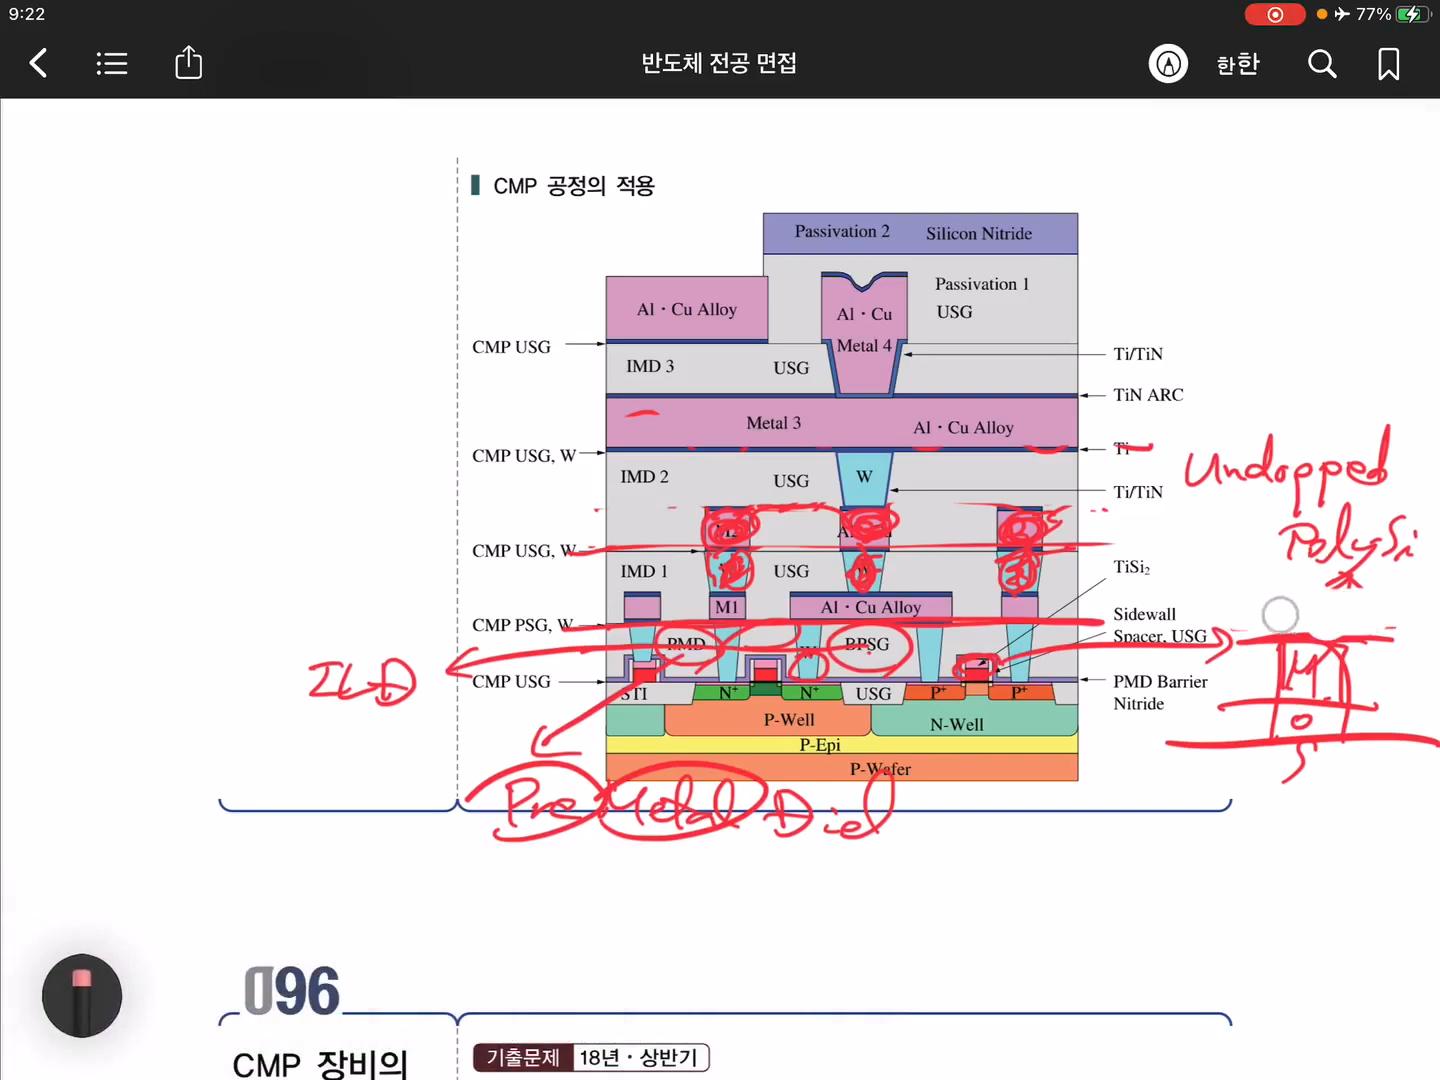 9:22
77%
반도체 전공 면접
한한
CMP 공정의 적용
Passivation 2 Silicon Nitride
Passivation 1
USG
Al・Cu Alloy
Al・Cu
Metal 4
CMP USG
IMD 3
USG
Ti/TiN
TiN ARC
Metal 3
Al・Cu Alloy
CMP USG, W
Ti
IMD 2
USG
W
Ti/TiN
Undopped
Poly-Si
M2
CMP USG, W
IMD 1
USG
TiSi₂
M1
Al・Cu Alloy
Sidewall
Spacer, USG
CMP PSG, W
PMD
W
BPSG
ILD
CMP USG
STI
N⁺
N⁺
USG
P⁺
P⁺
PMD Barrier
Nitride
M
O
S
P-Well
N-Well
P-Epi
P-Wafer
Pre Metal Diel
096
CMP 장비의
기출문제 18년・상반기